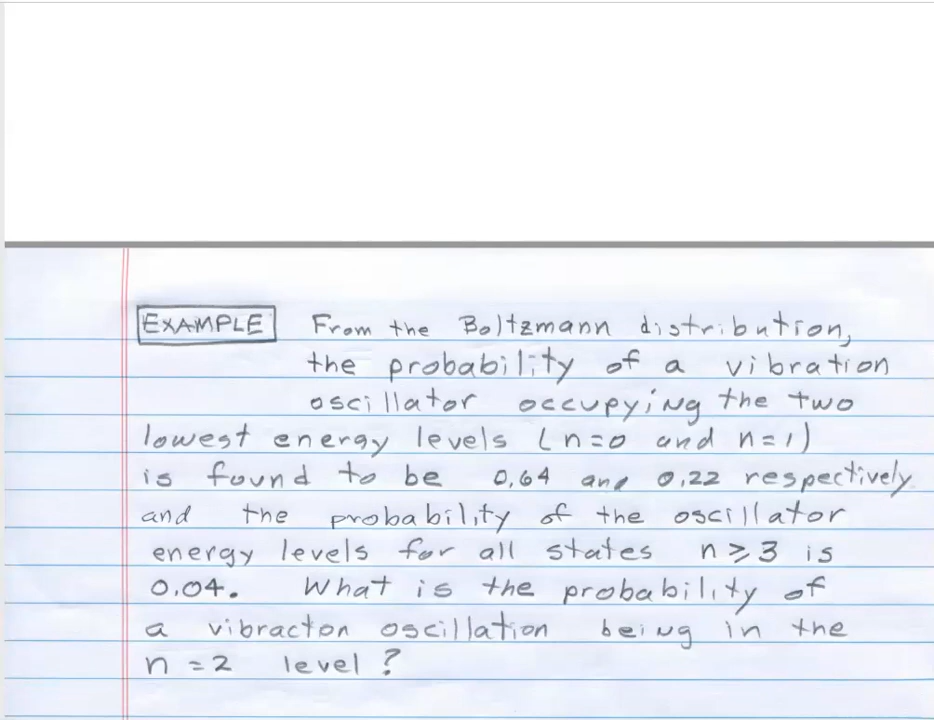 EXAMPLE From the Boltzmann distribution,
the probability of a vibration
oscillator occupying the two
lowest energy levels (n=0 and n=1)
is found to be 0.64 and 0.22 respectively
and the probability of the oscillator
energy levels for all states n≥3 is
0.04. What is the probability of
a vibracton oscillation being in the
n=2 level?